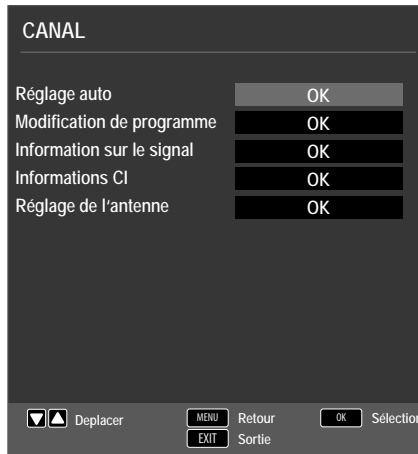 CANAL
Réglage auto OK
Modification de programme OK
Information sur le signal OK
Informations CI OK
Réglage de l'antenne OK
Deplacer MENU Retour OK Sélection
EXIT Sortie